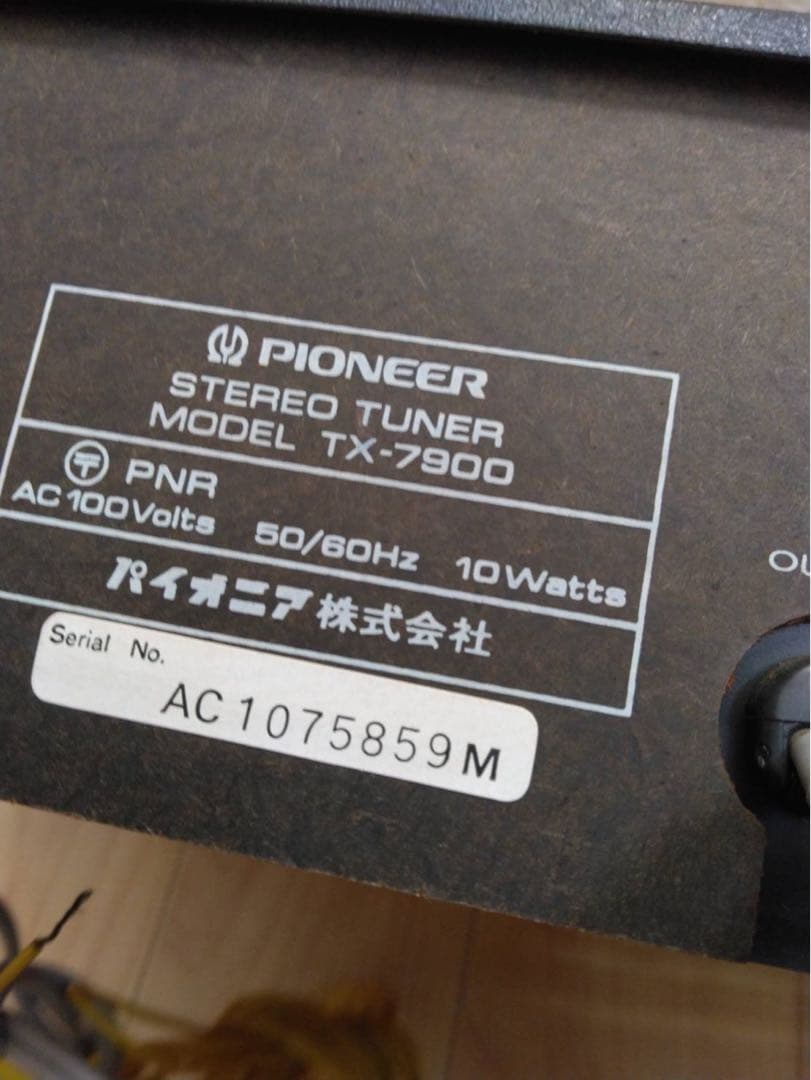 PIONEER
STEREO TUNER
MODEL TX-7900
〒 PNR
AC 100Volts 50/60Hz 10Watts
パイオニア株式会社
Serial No.
AC1075859M
OU